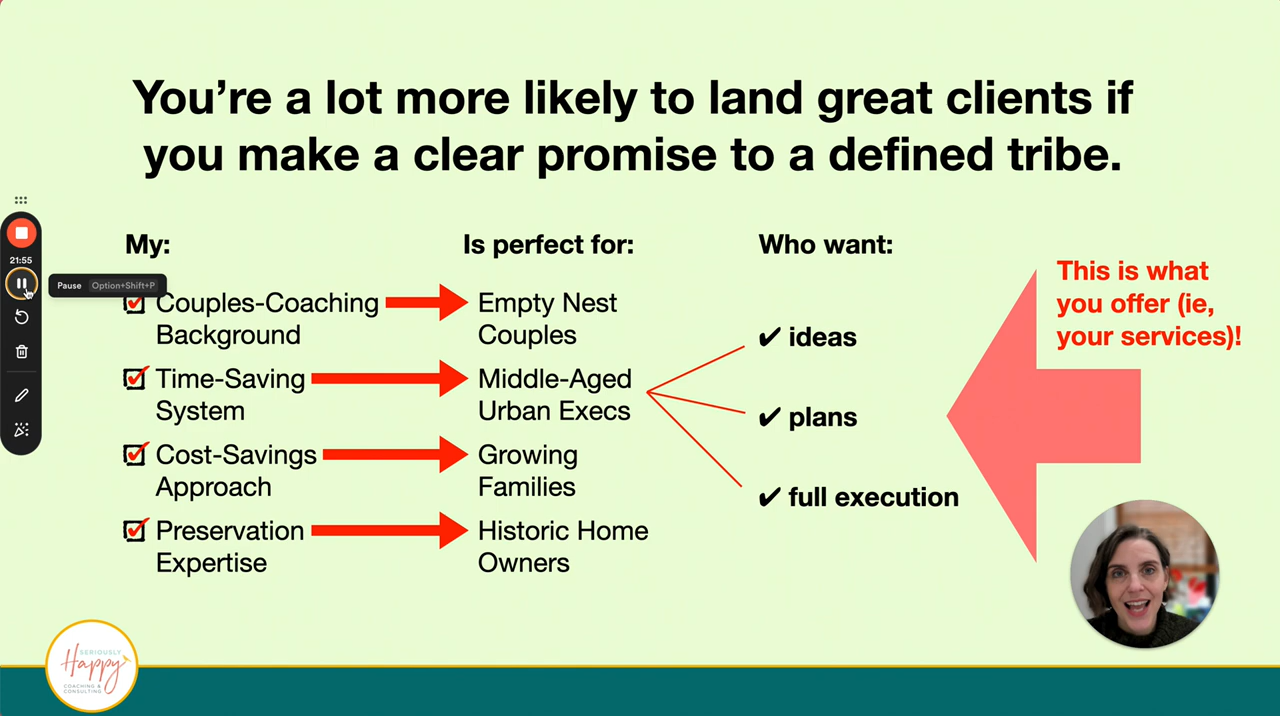 You're a lot more likely to land great clients if
you make a clear promise to a defined tribe.
My:
Is perfect for:
Who want:
This is what
you offer (ie,
your services)!
21:55
Pause Option+Shift+P
Couples-Coaching
Background
Empty Nest
Couples
✔ ideas
Time-Saving
System
Middle-Aged
Urban Execs
✔ plans
Cost-Savings
Approach
Growing
Families
✔ full execution
Preservation
Expertise
Historic Home
Owners
SERIOUSLY
Happy
COACHING &
CONSULTING